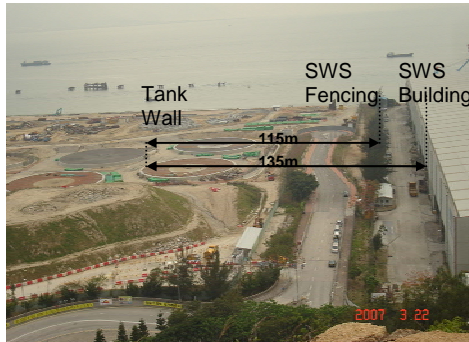 SWS
Fencing
SWS
Building
Tank
Wall
115m
135m
2007 3 22